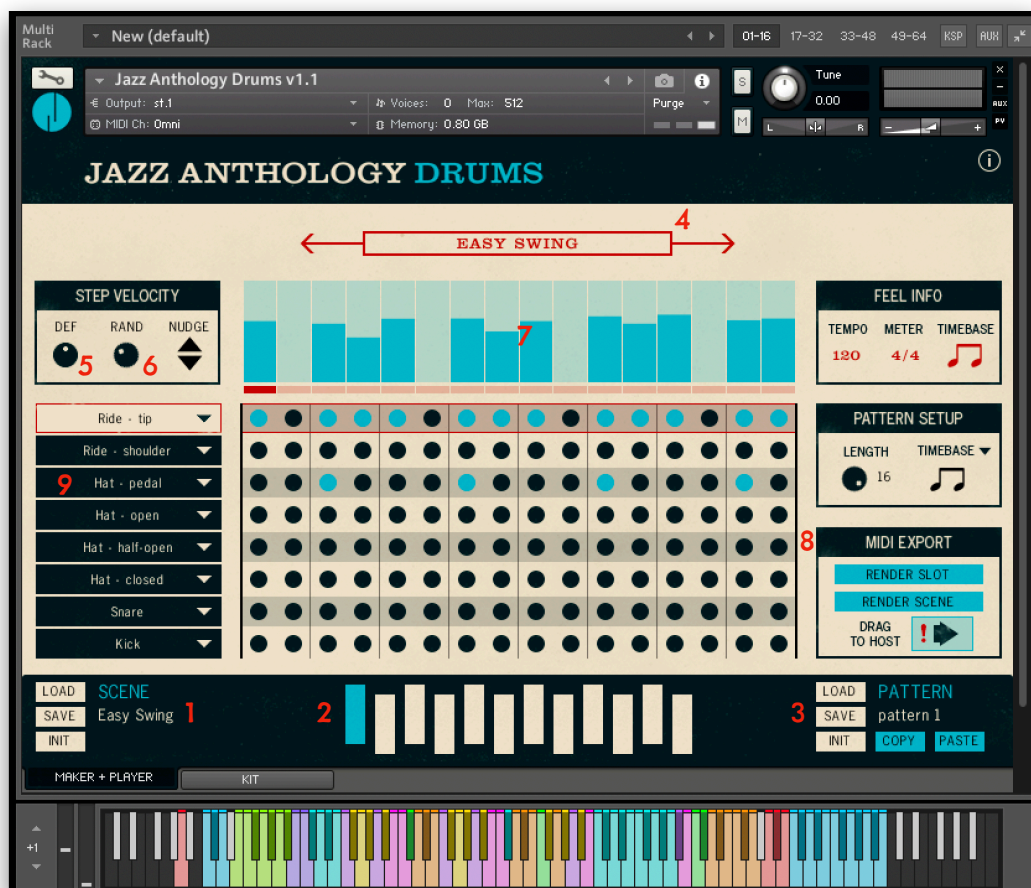 Multi
Rack
New (default)
01-16 17-32 33-48 49-64 KSP AUX
Jazz Anthology Drums v1.1
Output: st.1
Voices: 0 Max: 512
Purge
MIDI Ch: Omni
Memory: 0.80 GB
S
M
Tune
0.00
L R
- +
×
-
AUX
PV
JAZZ ANTHOLOGY DRUMS
i
4
EASY SWING
STEP VELOCITY
DEF RAND NUDGE
5 6
7
FEEL INFO
TEMPO METER TIMEBASE
120 4/4
Ride - tip
Ride - shoulder
9 Hat - pedal
Hat - open
Hat - half-open
Hat - closed
Snare
Kick
PATTERN SETUP
LENGTH TIMEBASE
16
8
MIDI EXPORT
RENDER SLOT
RENDER SCENE
DRAG
TO HOST
!
LOAD SCENE
SAVE Easy Swing 1
INIT
2
3
LOAD PATTERN
SAVE pattern 1
INIT COPY PASTE
MAKER + PLAYER KIT
+1